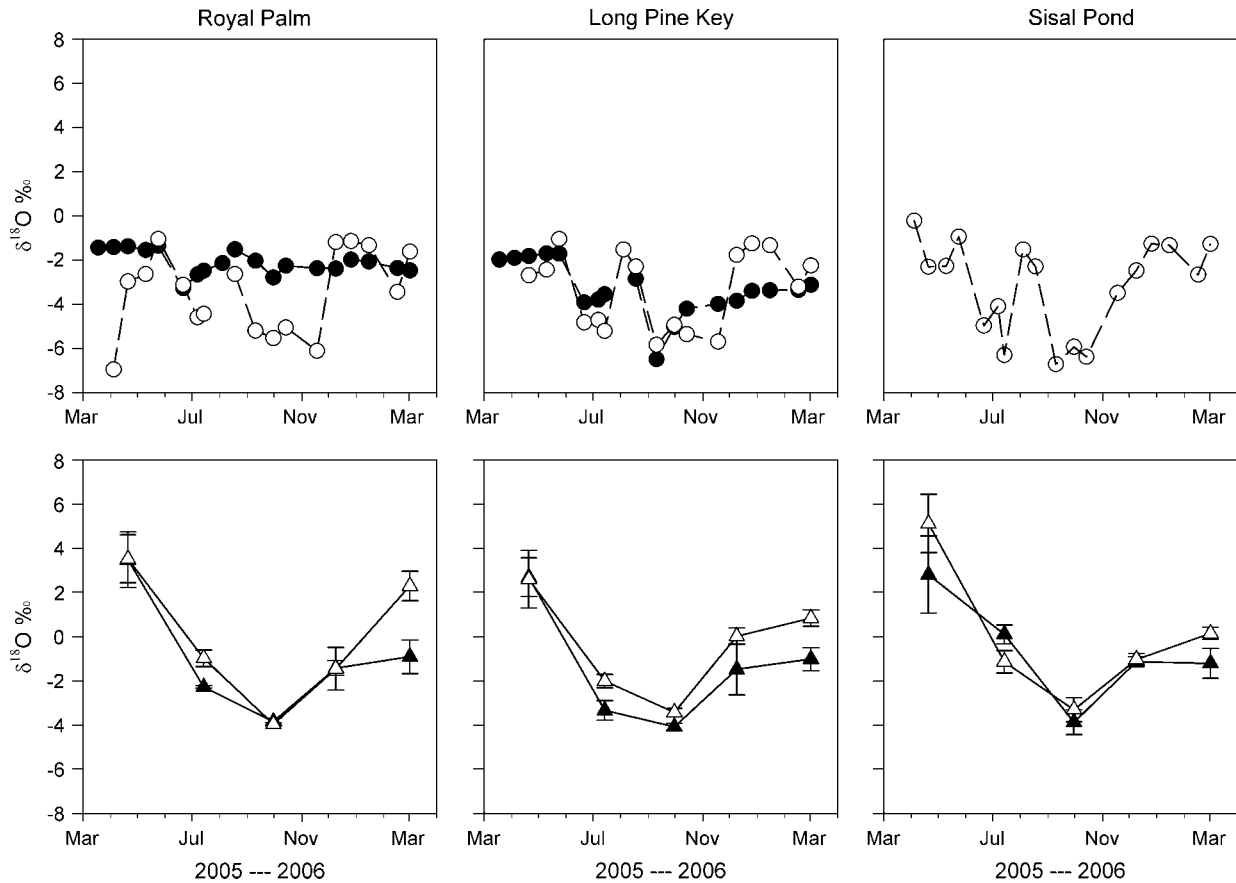 Royal Palm
Long Pine Key
Sisal Pond
8
6
4
2
0
-2
-4
-6
-8
δ¹⁸O ‰
Mar Jul Nov Mar
Mar Jul Nov Mar
Mar Jul Nov Mar
8
6
4
2
0
-2
-4
-6
-8
δ¹⁸O ‰
Mar Jul Nov Mar
Mar Jul Nov Mar
Mar Jul Nov Mar
2005 --- 2006
2005 --- 2006
2005 --- 2006